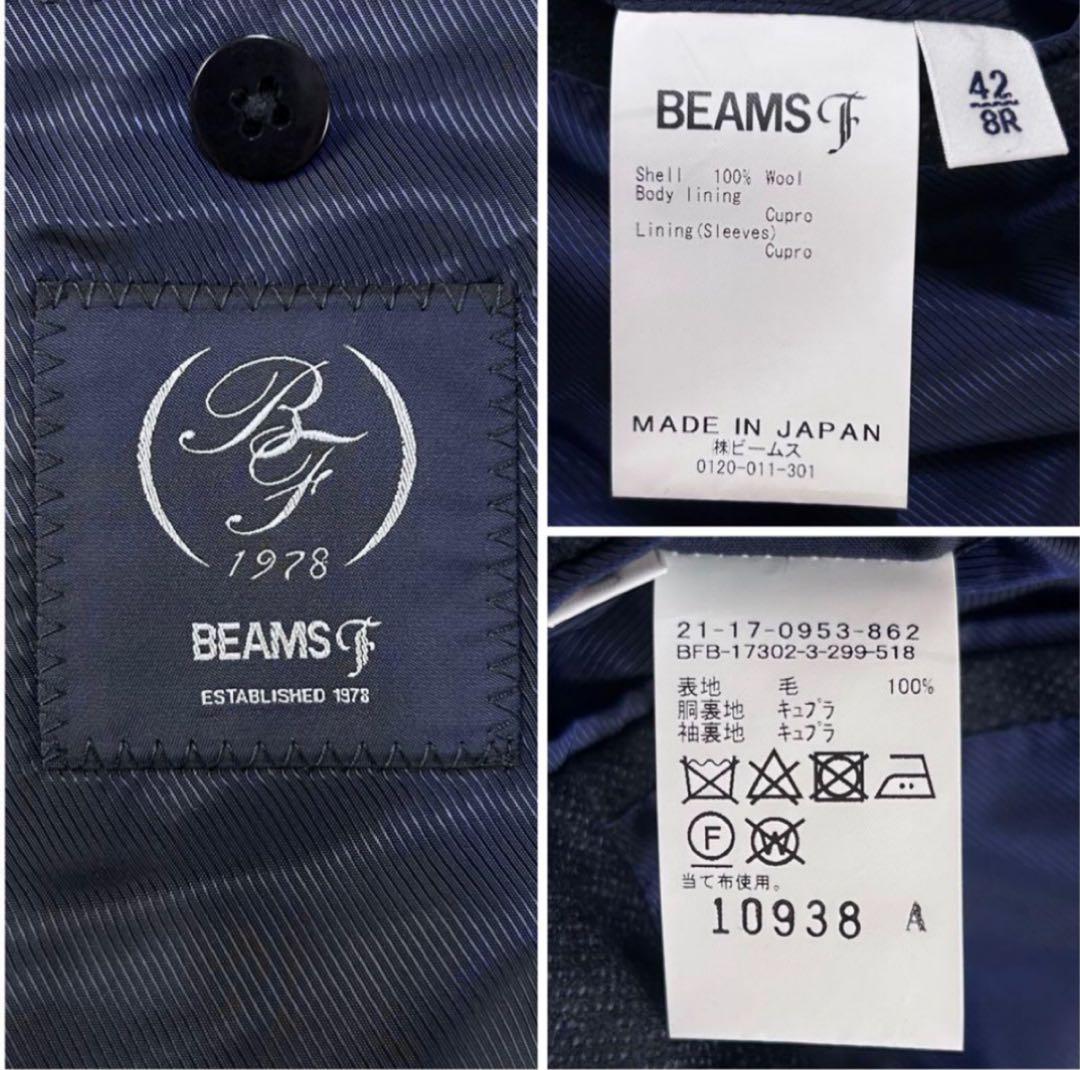 BF
1978
BEAMS F
ESTABLISHED 1978
42
8R
BEAMS F
Shell 100% Wool
Body lining
Cupro
Lining(Sleeves)
Cupro
MADE IN JAPAN
㈱ビームス
0120-011-301
21-17-0953-862
BFB-17302-3-299-518
表地 毛 100%
胴裏地 キュプラ
袖裏地 キュプラ
F
W
当て布使用。
10938 A